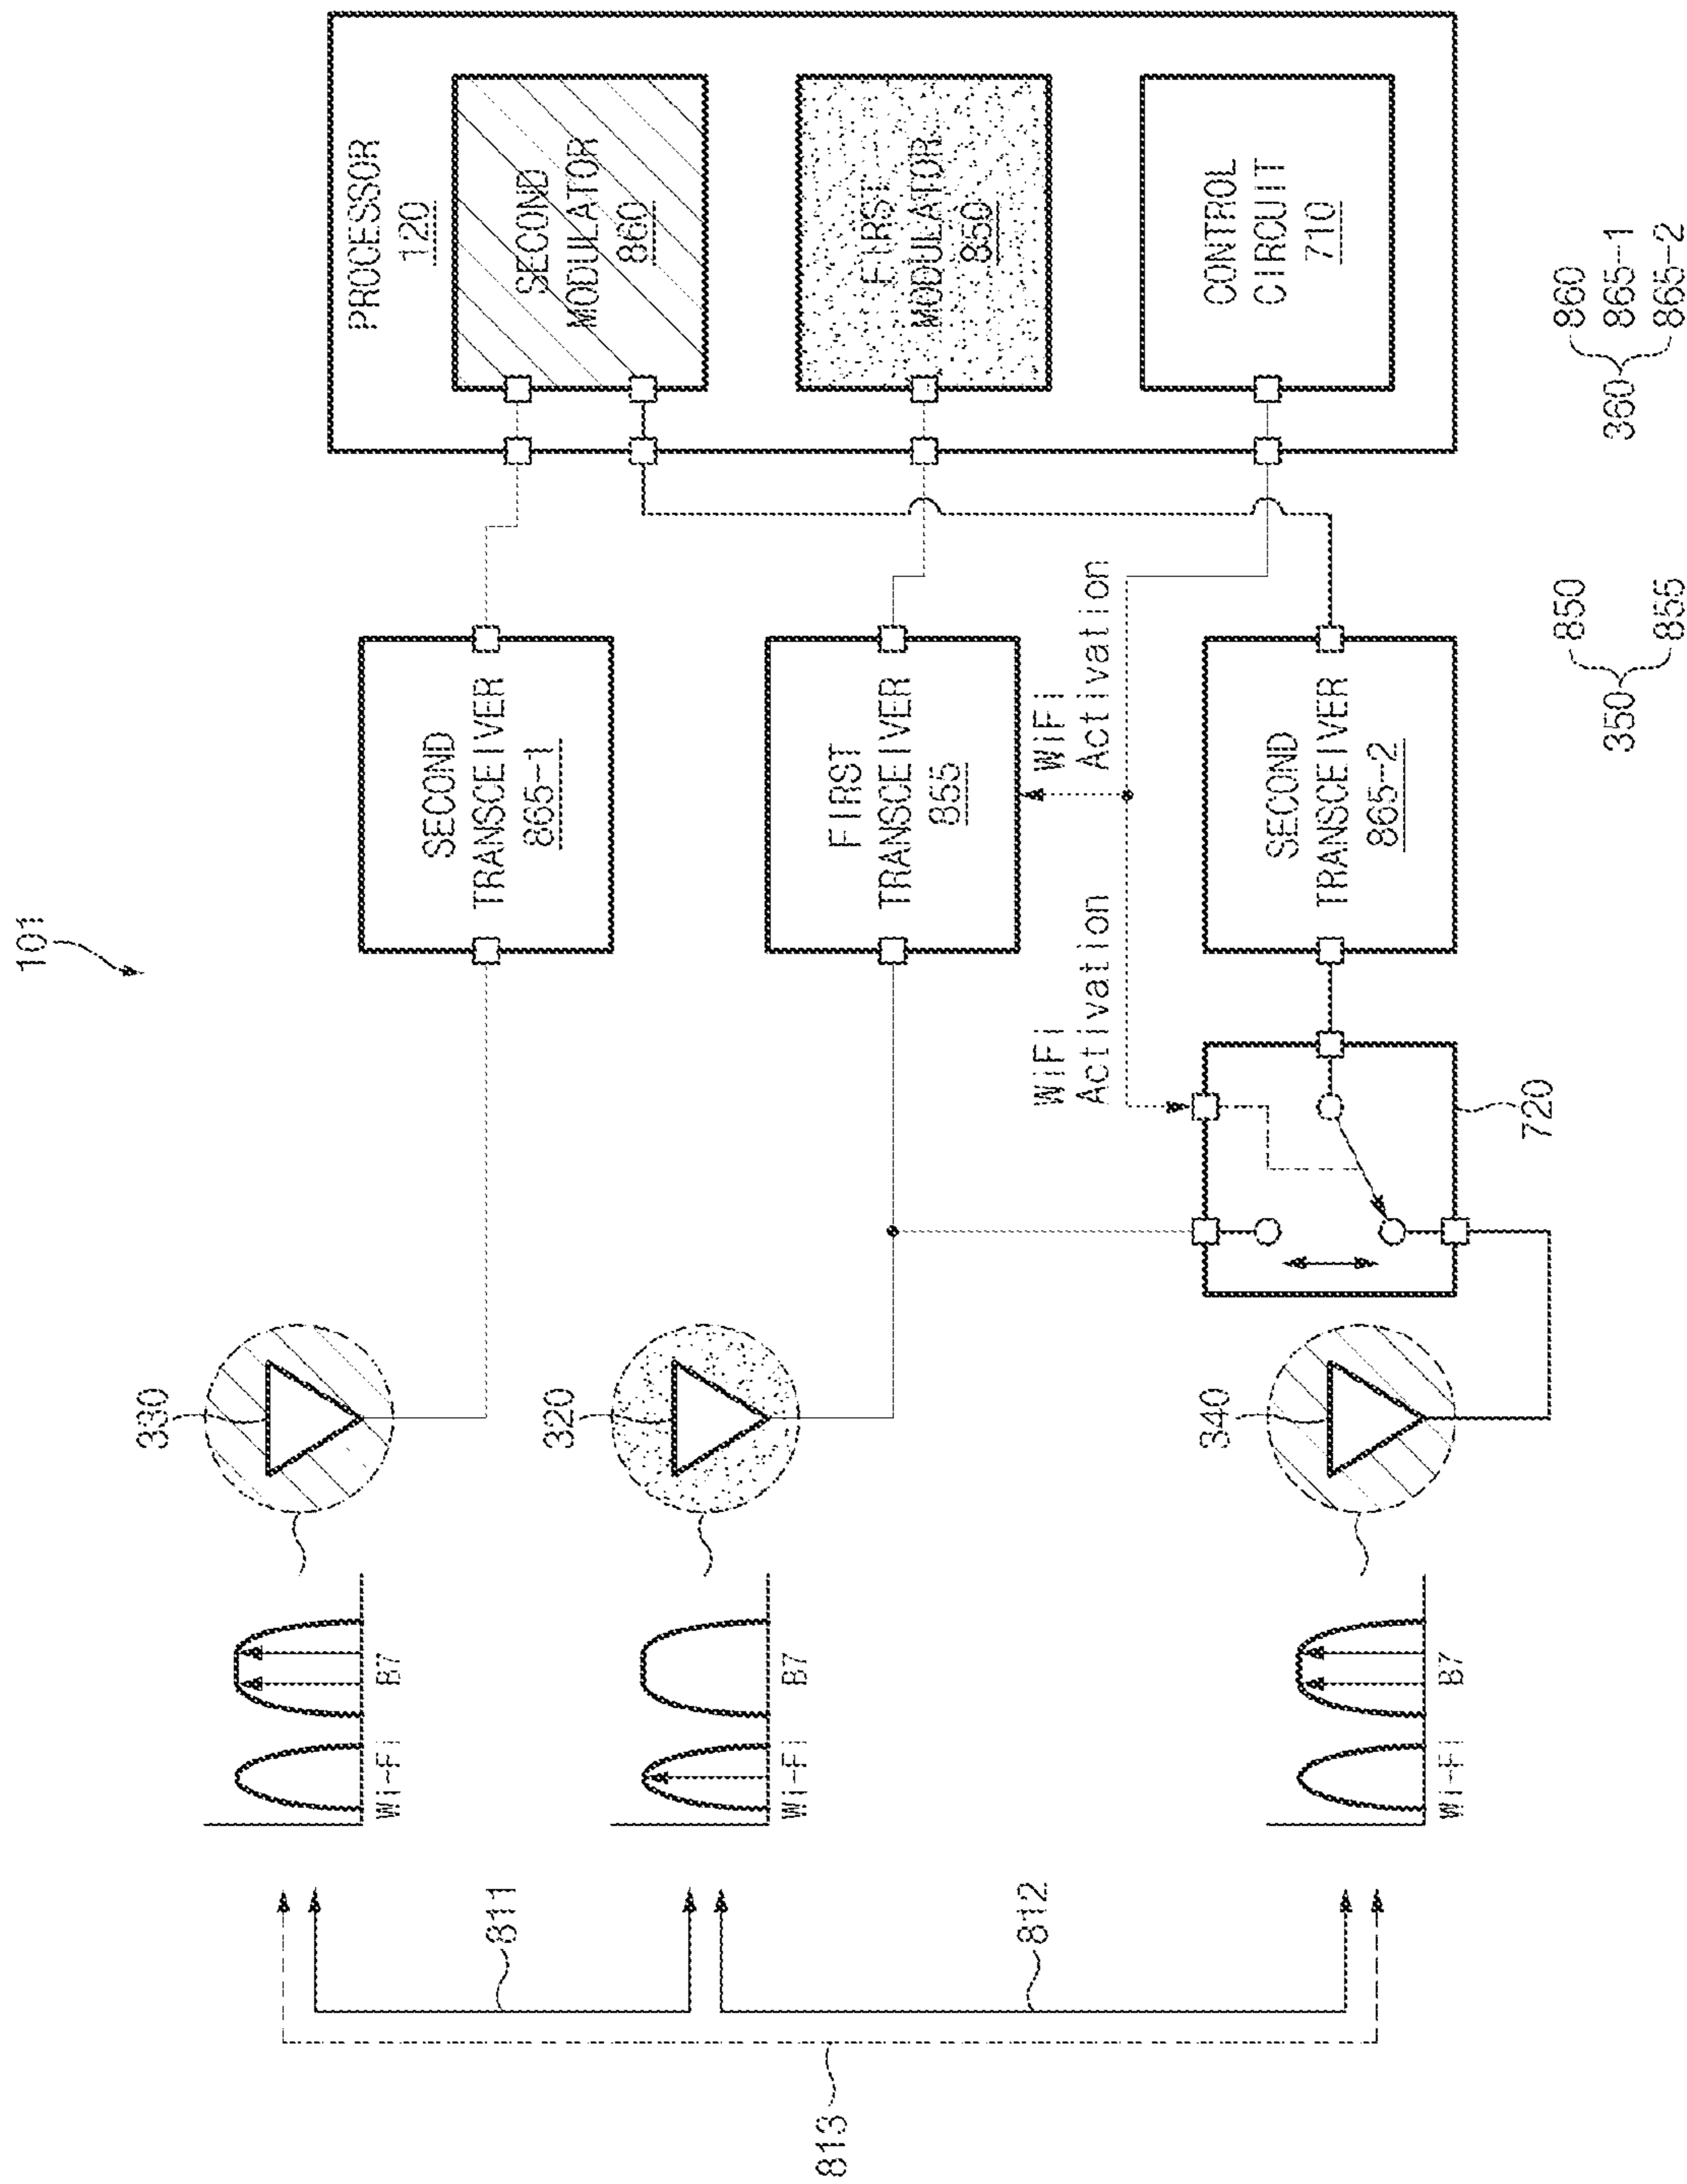 101
PROCESSOR
120
SECOND
MODULATOR
860
FIRST
MODULATOR
850
CONTROL
CIRCUIT
710
SECOND
TRANSCEIVER
865-1
FIRST
TRANSCEIVER
855
SECOND
TRANSCEIVER
865-2
WiFi
Activation
WiFi
Activation
720
330
320
340
Wi-Fi
B7
Wi-Fi
B7
Wi-Fi
B7
811
812
813
350
850
855
360
860
865-1
865-2